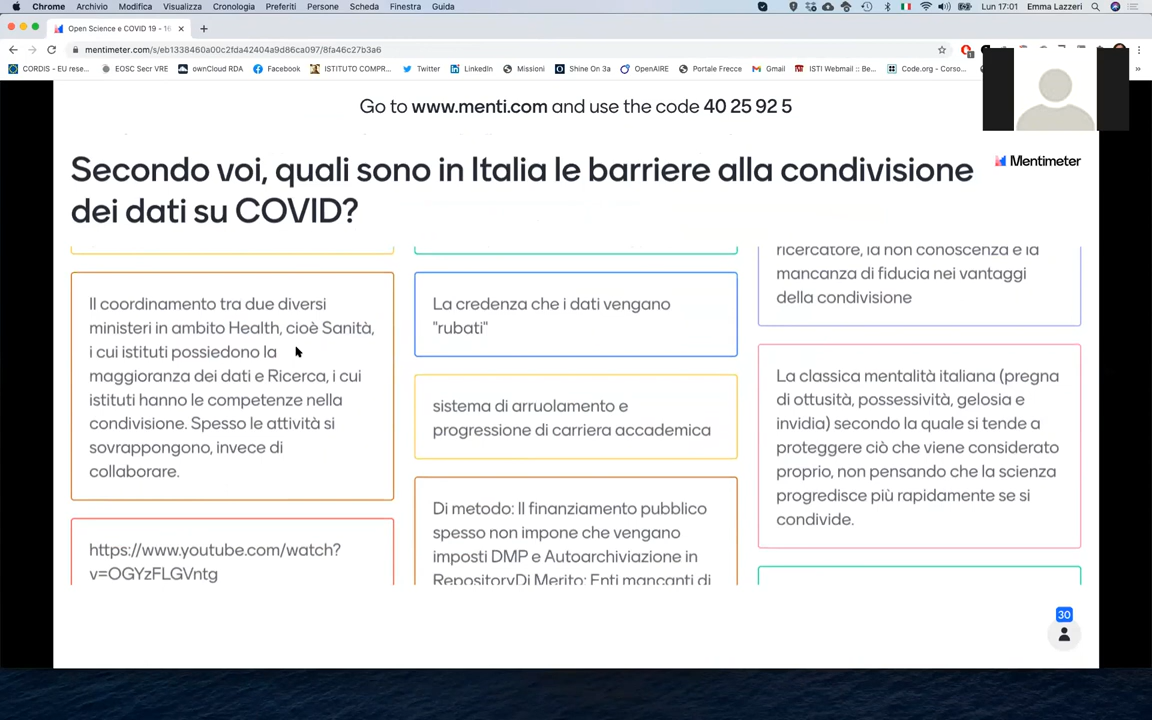 Chrome Archivio Modifica Visualizza Cronologia Preferiti Persone Scheda Finestra Guida Lun 17:01 Emma Lazzeri
Open Science e COVID 19 - 16
mentimeter.com/s/eb1338460a00c2fda42404a9d86ca097/8fa46c27b3a6
CORDIS - EU rese... EOSC Secr VRE ownCloud RDA Facebook ISTITUTO COMPR... Twitter LinkedIn Missioni Shine On 3a OpenAIRE Portale Frecce Gmail ISTI Webmail :: Be... Code.org - Corso... »
Go to www.menti.com and use the code 40 25 92 5
Mentimeter
Secondo voi, quali sono in Italia le barriere alla condivisione
dei dati su COVID?
Il coordinamento tra due diversi
ministeri in ambito Health, cioè Sanità,
i cui istituti possiedono la
maggioranza dei dati e Ricerca, i cui
istituti hanno le competenze nella
condivisione. Spesso le attività si
sovrappongono, invece di
collaborare.
https://www.youtube.com/watch?
v=OGYzFLGVntg
La credenza che i dati vengano
"rubati"
sistema di arruolamento e
progressione di carriera accademica
Di metodo: Il finanziamento pubblico
spesso non impone che vengano
imposti DMP e Autoarchiviazione in
RepositoryDi Merito: Enti mancanti di
ricercatore, la non conoscenza e la
mancanza di fiducia nei vantaggi
della condivisione
La classica mentalità italiana (pregna
di ottusità, possessività, gelosia e
invidia) secondo la quale si tende a
proteggere ciò che viene considerato
proprio, non pensando che la scienza
progredisce più rapidamente se si
condivide.
30